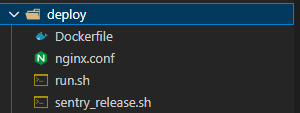 deploy
Dockerfile
nginx.conf
run.sh
sentry_release.sh